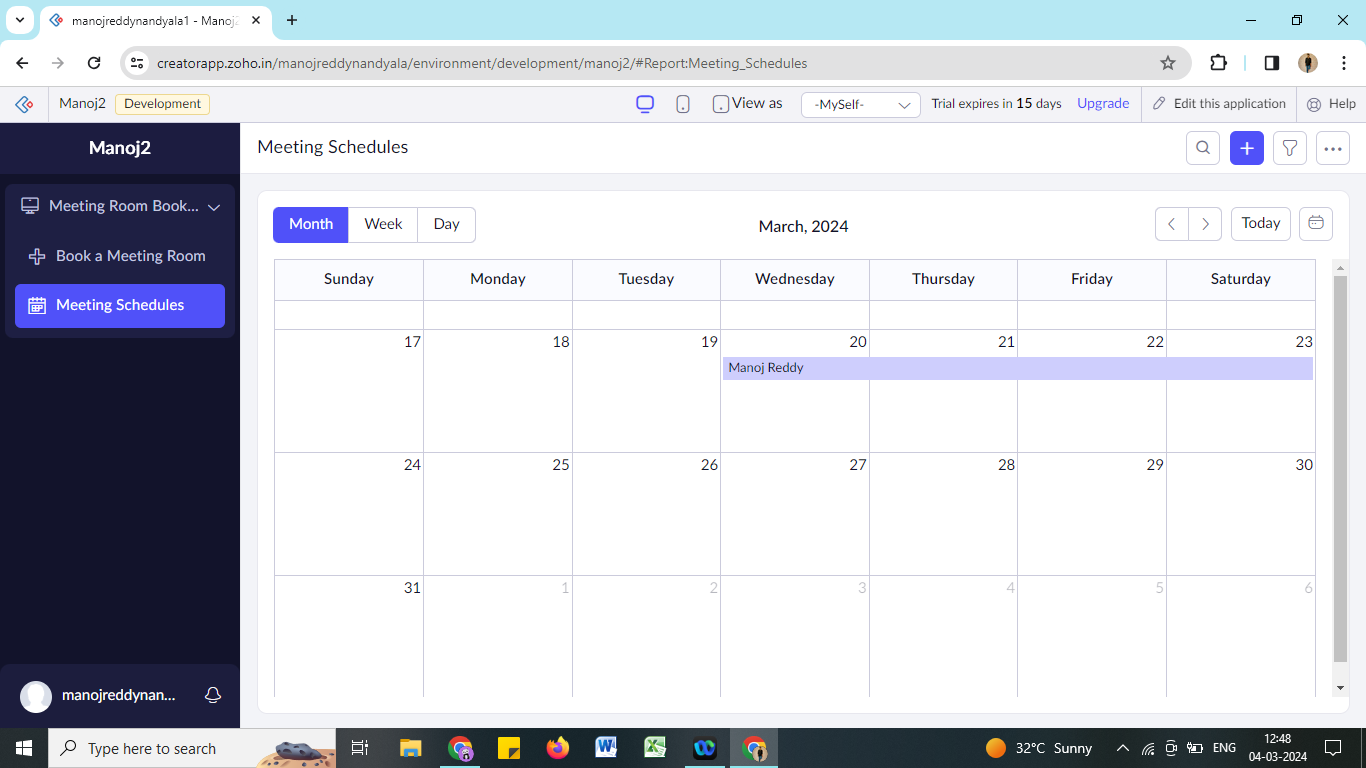 manojreddynandyala1 - Manoj2
creatorapp.zoho.in/manojreddynandyala/environment/development/manoj2/#Report:Meeting_Schedules
Manoj2 Development View as -MySelf- Trial expires in 15 days Upgrade Edit this application Help
Manoj2
Meeting Schedules
Meeting Room Book...
Book a Meeting Room
Meeting Schedules
Month Week Day March, 2024 Today
Sunday Monday Tuesday Wednesday Thursday Friday Saturday
17 18 19 20 21 22 23
Manoj Reddy
24 25 26 27 28 29 30
31 1 2 3 4 5 6
manojreddynan...
Type here to search
32°C Sunny
ENG
12:48
04-03-2024